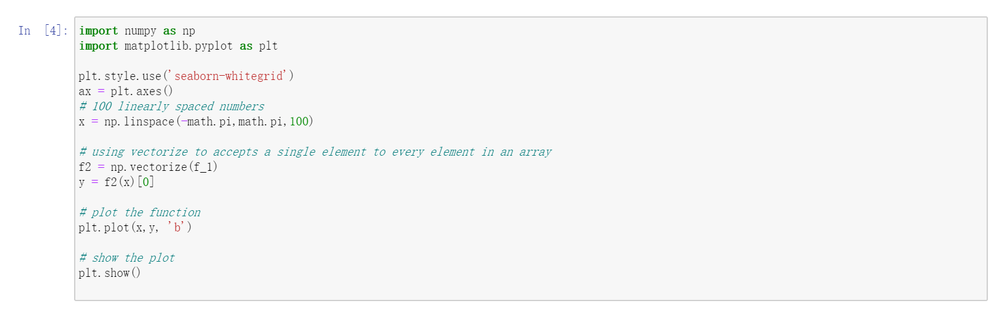 In [4]: import numpy as np
import matplotlib.pyplot as plt
plt.style.use('seaborn-whitegrid')
ax = plt.axes()
# 100 linearly spaced numbers
x = np.linspace(-math.pi,math.pi,100)
# using vectorize to accepts a single element to every element in an array
f2 = np.vectorize(f_1)
y = f2(x)[0]
# plot the function
plt.plot(x,y, 'b')
# show the plot
plt.show()